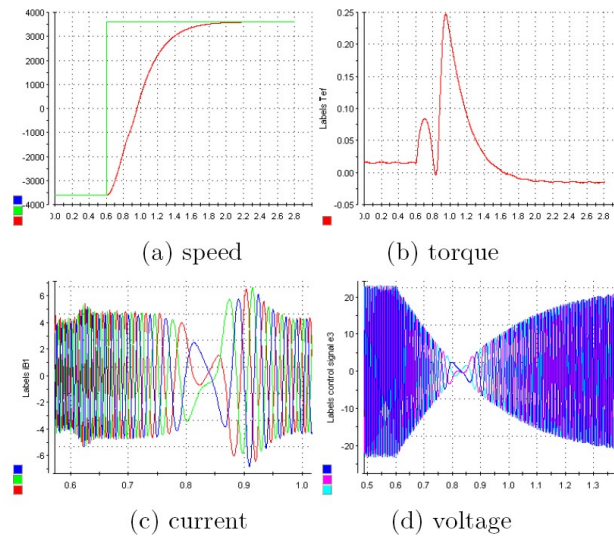 4000
3000
2000
1000
0
-1000
-2000
-3000
-4000
0.2 0.4 0.6 0.8 1.0 1.2 1.4 1.6 1.8 2.0 2.2 2.4 2.6 2.8
(a) speed
Labels Tef
0.25
0.20
0.15
0.10
0.05
0.00
-0.05
0.2 0.4 0.6 0.8 1.0 1.2 1.4 1.6 1.8 2.0 2.2 2.4 2.6 2.8
(b) torque
Labels iB1
6
4
2
0
-2
-4
-6
0.6 0.7 0.8 0.9 1.0
(c) current
Labels control signal e3
20
10
0
-10
-20
0.5 0.6 0.7 0.8 0.9 1.0 1.1 1.2 1.3
(d) voltage